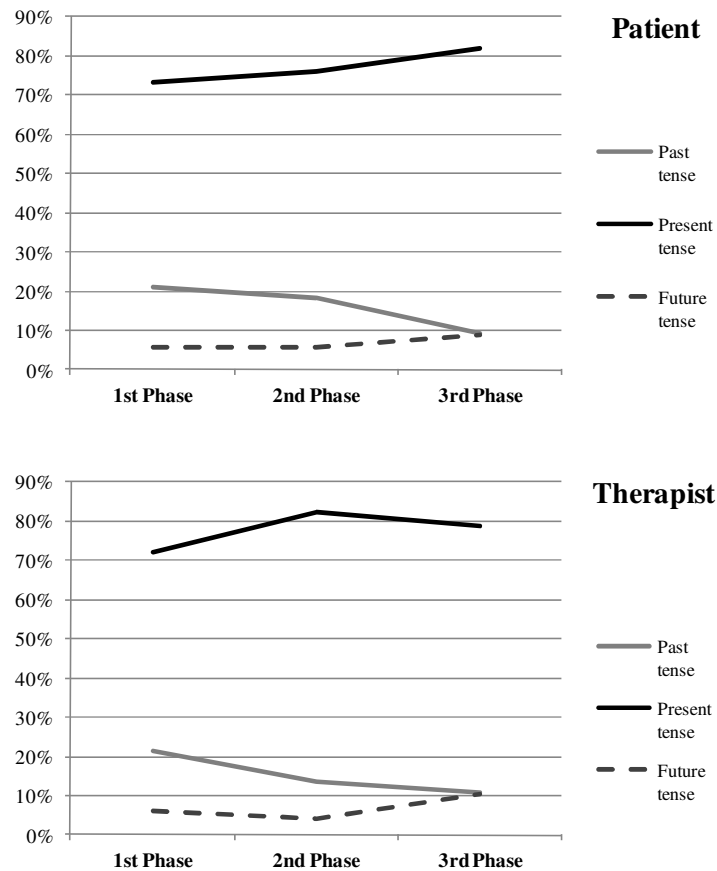 Patient
90%
80%
70%
60%
50%
40%
30%
20%
10%
0%
1st Phase 2nd Phase 3rd Phase
Past
tense
Present
tense
Future
tense
Therapist
90%
80%
70%
60%
50%
40%
30%
20%
10%
0%
1st Phase 2nd Phase 3rd Phase
Past
tense
Present
tense
Future
tense